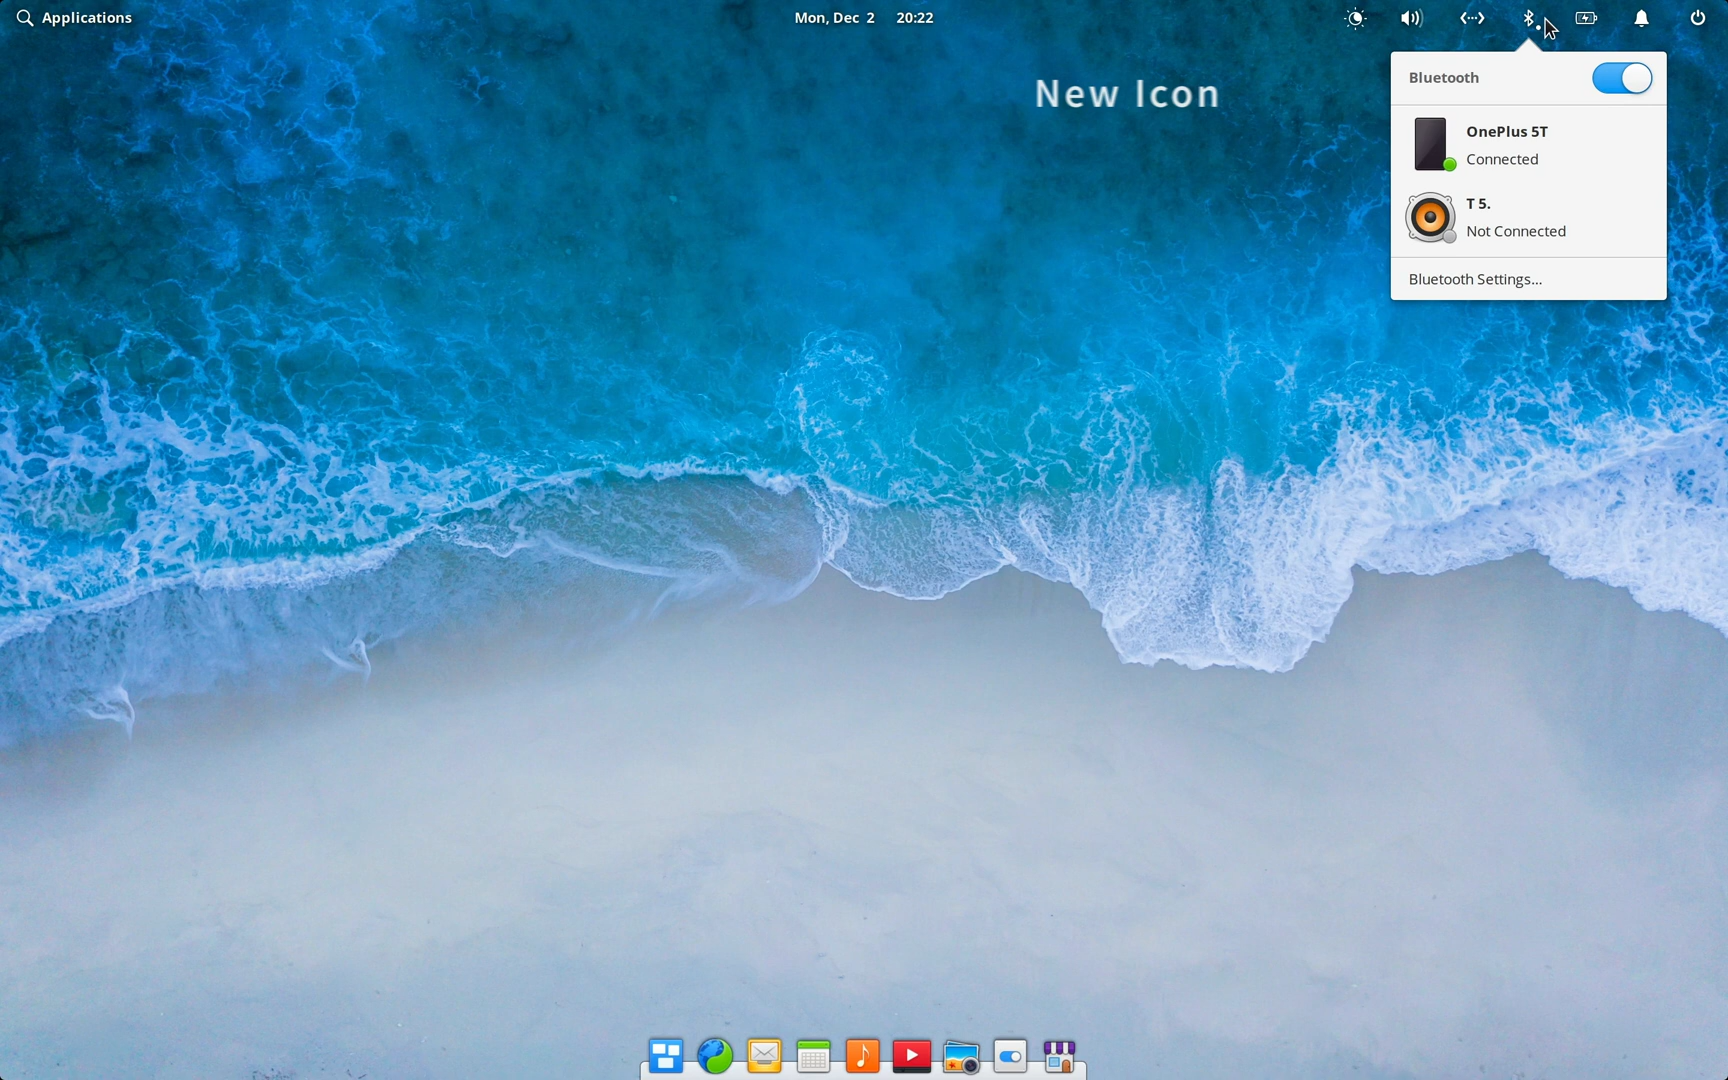 Applications
Mon, Dec 2 20:22
New Icon
Bluetooth
OnePlus 5T
Connected
T 5.
Not Connected
Bluetooth Settings...